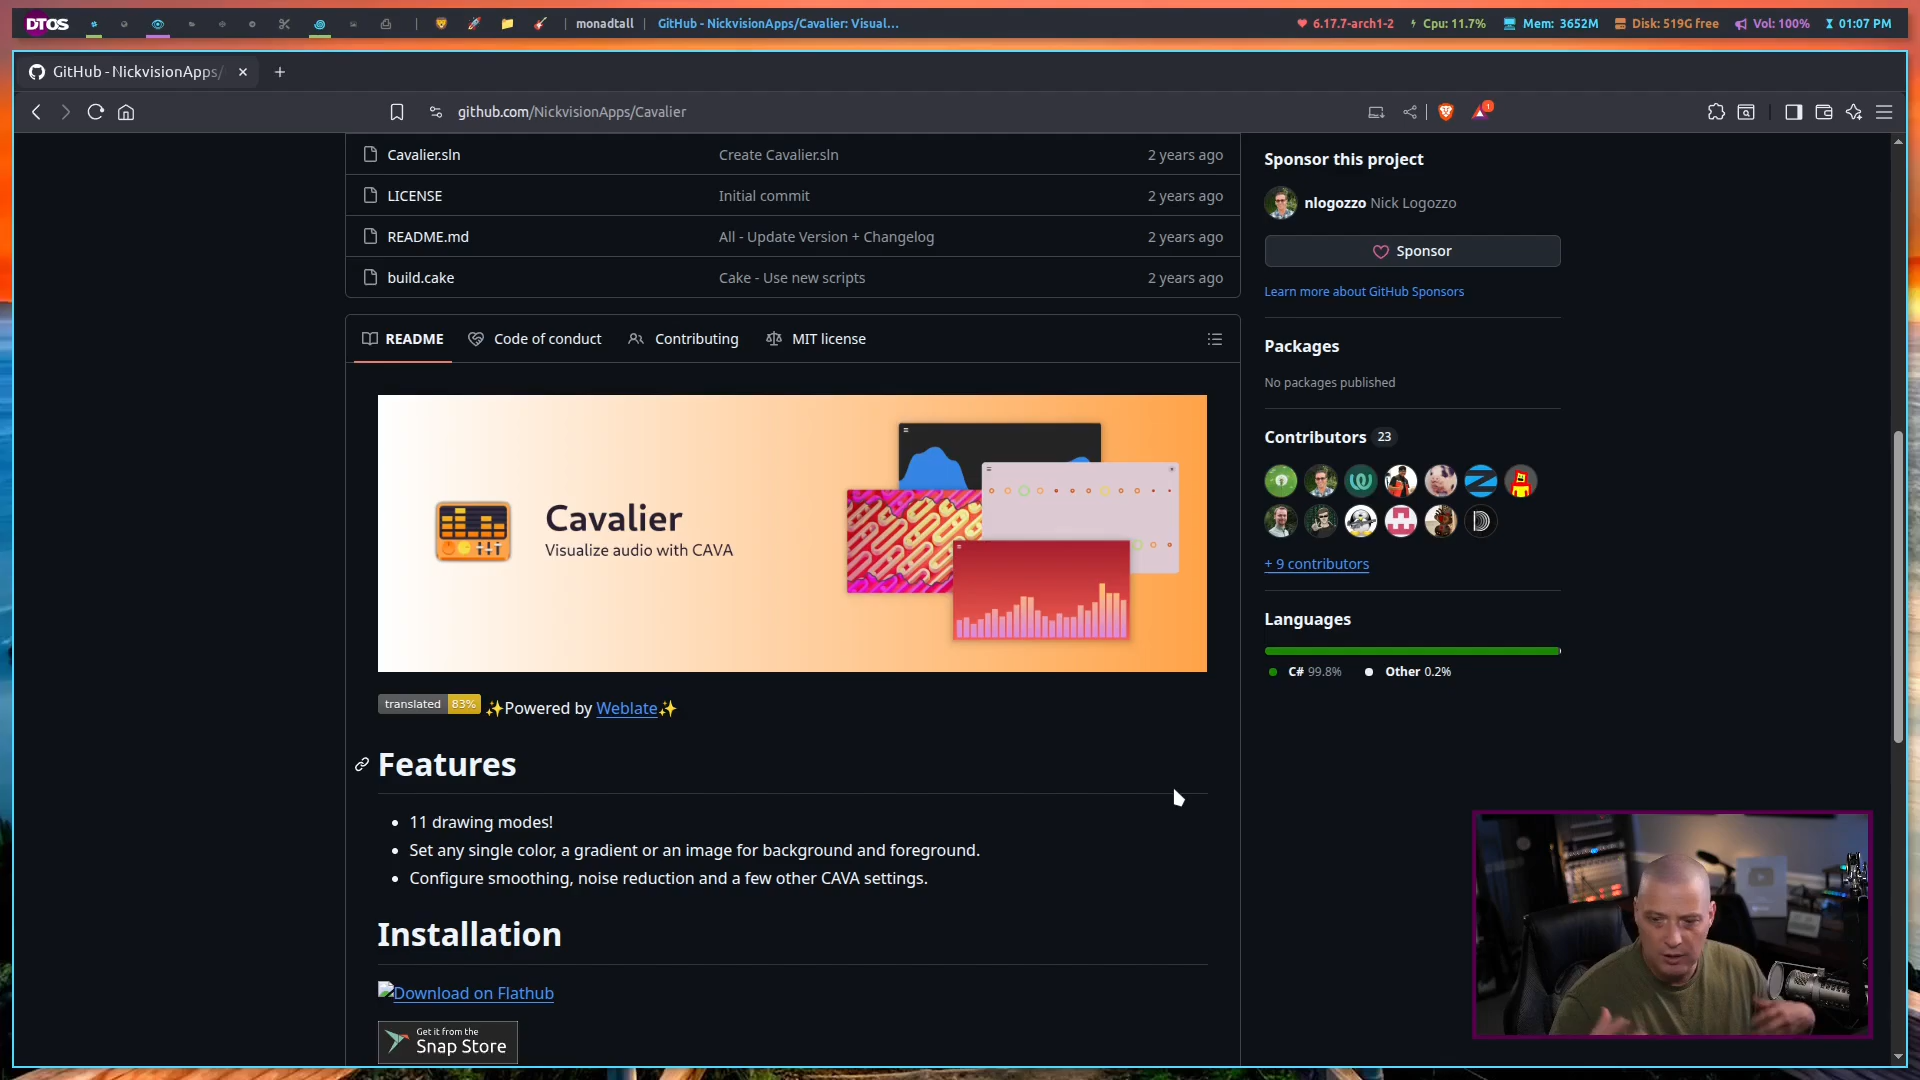 DTOS
monadtall
GitHub - NickvisionApps/Cavalier: Visual...
6.17.7-arch1-2
Cpu: 11.7%
Mem: 3652M
Disk: 519G free
Vol: 100%
01:07 PM
GitHub - NickvisionApps/
github.com/NickvisionApps/Cavalier
1
Cavalier.sln Create Cavalier.sln 2 years ago
LICENSE Initial commit 2 years ago
README.md All - Update Version + Changelog 2 years ago
build.cake Cake - Use new scripts 2 years ago
README Code of conduct Contributing MIT license
Cavalier
Visualize audio with CAVA
translated 83% ✨Powered by Weblate✨
Features
• 11 drawing modes!
• Set any single color, a gradient or an image for background and foreground.
• Configure smoothing, noise reduction and a few other CAVA settings.
Installation
Download on Flathub
Get it from the
Snap Store
Sponsor this project
nlogozzo Nick Logozzo
Sponsor
Learn more about GitHub Sponsors
Packages
No packages published
Contributors 23
+ 9 contributors
Languages
C# 99.8% Other 0.2%